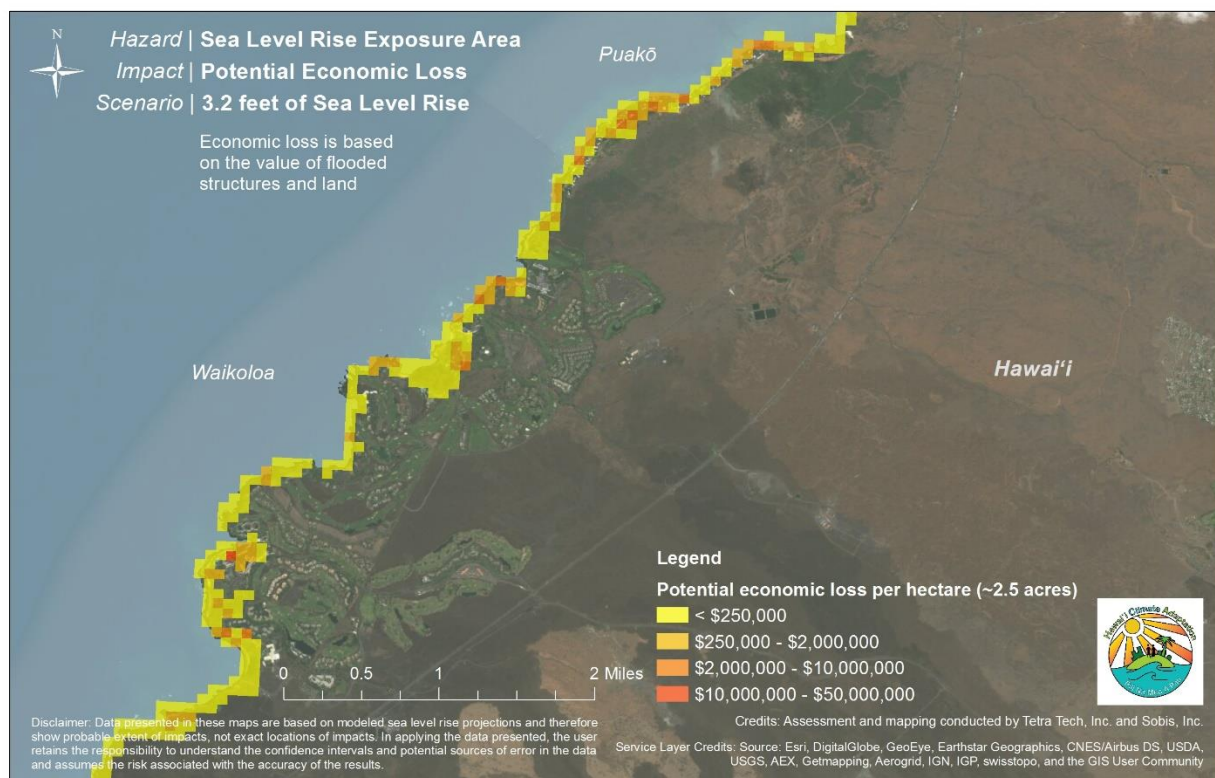 N
Hazard | Sea Level Rise Exposure Area
Impact | Potential Economic Loss
Scenario | 3.2 feet of Sea Level Rise
Economic loss is based
on the value of flooded
structures and land
Puakō
Waikoloa
Hawaiʻi
Legend
Potential economic loss per hectare (~2.5 acres)
< $250,000
$250,000 - $2,000,000
$2,000,000 - $10,000,000
$10,000,000 - $50,000,000
0 0.5 1 2 Miles
Hawaiʻi Climate Adaptation
Disclaimer: Data presented in these maps are based on modeled sea level rise projections and therefore
show probable extent of impacts, not exact locations of impacts. In applying the data presented, the user
retains the responsibility to understand the confidence intervals and potential sources of error in the data
and assumes the risk associated with the accuracy of the results.
Credits: Assessment and mapping conducted by Tetra Tech, Inc. and Sobis, Inc.
Service Layer Credits: Source: Esri, DigitalGlobe, GeoEye, Earthstar Geographics, CNES/Airbus DS, USDA,
USGS, AEX, Getmapping, Aerogrid, IGN, IGP, swisstopo, and the GIS User Community